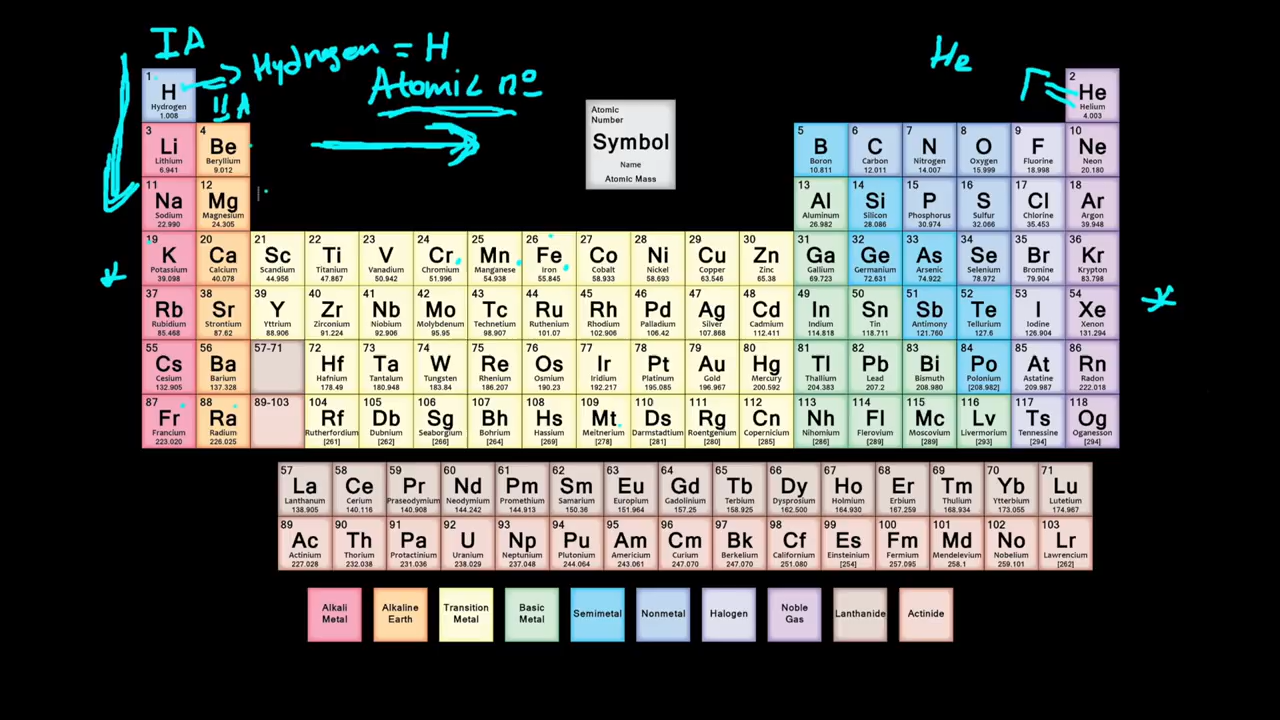 IA
Hydrogen = H
IIA
Atomic nº
He
Atomic Number
Symbol
Name
Atomic Mass
1 H Hydrogen 1.008
2 He Helium 4.003
3 Li Lithium 6.941
4 Be Beryllium 9.012
5 B Boron 10.811
6 C Carbon 12.011
7 N Nitrogen 14.007
8 O Oxygen 15.999
9 F Fluorine 18.998
10 Ne Neon 20.180
11 Na Sodium 22.990
12 Mg Magnesium 24.305
13 Al Aluminum 26.982
14 Si Silicon 28.086
15 P Phosphorus 30.974
16 S Sulfur 32.066
17 Cl Chlorine 35.453
18 Ar Argon 39.948
19 K Potassium 39.098
20 Ca Calcium 40.078
21 Sc Scandium 44.956
22 Ti Titanium 47.867
23 V Vanadium 50.942
24 Cr Chromium 51.996
25 Mn Manganese 54.938
26 Fe Iron 55.845
27 Co Cobalt 58.933
28 Ni Nickel 58.693
29 Cu Copper 63.546
30 Zn Zinc 65.38
31 Ga Gallium 69.723
32 Ge Germanium 72.631
33 As Arsenic 74.922
34 Se Selenium 78.972
35 Br Bromine 79.904
36 Kr Krypton 83.798
37 Rb Rubidium 85.468
38 Sr Strontium 87.62
39 Y Yttrium 88.906
40 Zr Zirconium 91.224
41 Nb Niobium 92.906
42 Mo Molybdenum 95.95
43 Tc Technetium 98.907
44 Ru Ruthenium 101.07
45 Rh Rhodium 102.906
46 Pd Palladium 106.42
47 Ag Silver 107.868
48 Cd Cadmium 112.411
49 In Indium 114.818
50 Sn Tin 118.711
51 Sb Antimony 121.760
52 Te Tellurium 127.6
53 I Iodine 126.904
54 Xe Xenon 131.294
55 Cs Cesium 132.905
56 Ba Barium 137.328
57-71
72 Hf Hafnium 178.49
73 Ta Tantalum 180.948
74 W Tungsten 183.84
75 Re Rhenium 186.207
76 Os Osmium 190.23
77 Ir Iridium 192.217
78 Pt Platinum 195.085
79 Au Gold 196.967
80 Hg Mercury 200.592
81 Tl Thallium 204.383
82 Pb Lead 207.2
83 Bi Bismuth 208.980
84 Po Polonium [208.982]
85 At Astatine 209.987
86 Rn Radon 222.018
87 Fr Francium 223.020
88 Ra Radium 226.025
89-103
104 Rf Rutherfordium [261]
105 Db Dubnium [262]
106 Sg Seaborgium [266]
107 Bh Bohrium [264]
108 Hs Hassium [269]
109 Mt Meitnerium [278]
110 Ds Darmstadtium [281]
111 Rg Roentgenium [280]
112 Cn Copernicium [285]
113 Nh Nihomium [286]
114 Fl Flerovium [289]
115 Mc Moscovium [289]
116 Lv Livermorium [293]
117 Ts Tennessine [294]
118 Og Oganesson [294]
57 La Lanthanum 138.905
58 Ce Cerium 140.116
59 Pr Praseodymium 140.908
60 Nd Neodymium 144.242
61 Pm Promethium 144.913
62 Sm Samarium 150.36
63 Eu Europium 151.964
64 Gd Gadolinium 157.25
65 Tb Terbium 158.925
66 Dy Dysprosium 162.500
67 Ho Holmium 164.930
68 Er Erbium 167.259
69 Tm Thulium 168.934
70 Yb Ytterbium 173.055
71 Lu Lutetium 174.967
89 Ac Actinium 227.028
90 Th Thorium 232.038
91 Pa Protactinium 231.036
92 U Uranium 238.029
93 Np Neptunium 237.048
94 Pu Plutonium 244.064
95 Am Americium 243.061
96 Cm Curium 247.070
97 Bk Berkelium 247.070
98 Cf Californium 251.080
99 Es Einsteinium [254]
100 Fm Fermium 257.095
101 Md Mendelevium 258.1
102 No Nobelium 259.101
103 Lr Lawrencium [262]
Alkali Metal
Alkaline Earth
Transition Metal
Basic Metal
Semimetal
Nonmetal
Halogen
Noble Gas
Lanthanide
Actinide